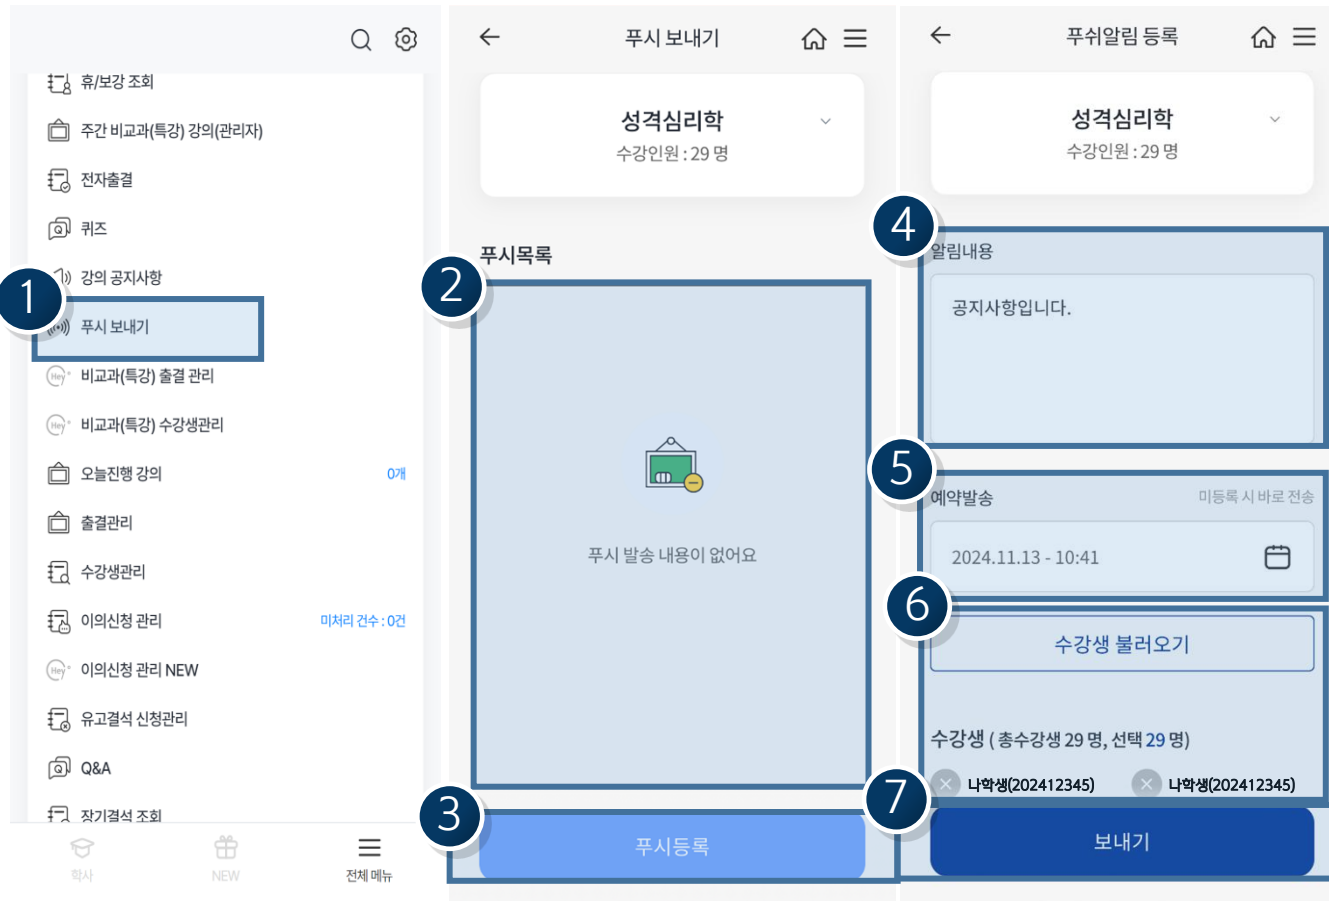 휴/보강 조회
주간 비교과(특강) 강의(관리자)
전자출결
퀴즈
강의 공지사항
1
푸시 보내기
Hey
비교과(특강) 출결 관리
Hey
비교과(특강) 수강생관리
오늘진행 강의
0개
출결관리
수강생관리
이의신청 관리
미처리 건수 : 0건
Hey
이의신청 관리 NEW
유고결석 신청관리
Q&A
장기결석 조회
학사
NEW
전체 메뉴
푸시 보내기
성격심리학
수강인원 : 29 명
푸시목록
2
푸시 발송 내용이 없어요
3
푸시등록
푸쉬알림 등록
성격심리학
수강인원 : 29 명
4
알림내용
공지사항입니다.
5
예약발송
미등록 시 바로 전송
2024.11.13 - 10:41
6
수강생 불러오기
수강생 ( 총수강생 29 명, 선택 29 명)
나학생(202412345)
나학생(202412345)
7
보내기